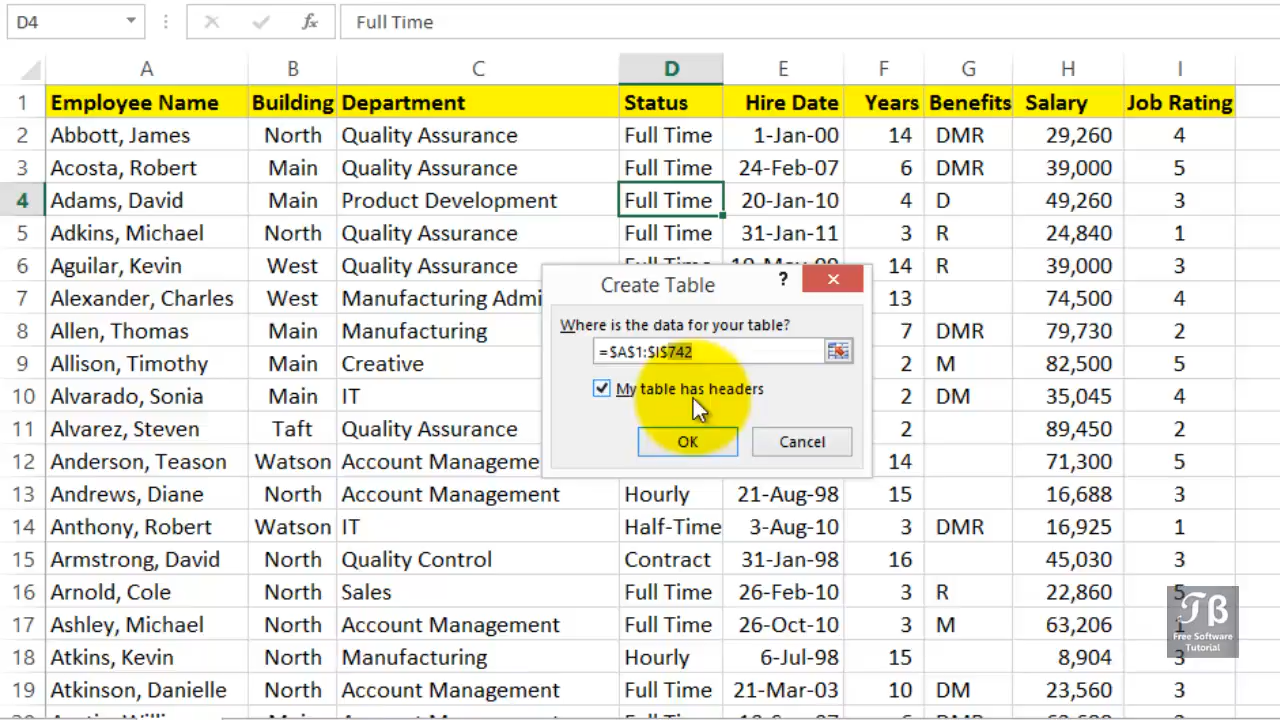 D4 fx Full Time
A B C D E F G H I
1 Employee Name Building Department Status Hire Date Years Benefits Salary Job Rating
2 Abbott, James North Quality Assurance Full Time 1-Jan-00 14 DMR 29,260 4
3 Acosta, Robert Main Quality Assurance Full Time 24-Feb-07 6 DMR 39,000 5
4 Adams, David Main Product Development Full Time 20-Jan-10 4 D 49,260 3
5 Adkins, Michael North Quality Assurance Full Time 31-Jan-11 3 R 24,840 1
6 Aguilar, Kevin West Quality Assurance 14 R 39,000 3
7 Alexander, Charles West Manufacturing Admi 13 74,500 4
8 Allen, Thomas Main Manufacturing 7 DMR 79,730 2
9 Allison, Timothy Main Creative 2 M 82,500 5
10 Alvarado, Sonia Main IT 2 DM 35,045 4
11 Alvarez, Steven Taft Quality Assurance 2 89,450 2
12 Anderson, Teason Watson Account Manageme 14 71,300 5
13 Andrews, Diane North Account Management Hourly 21-Aug-98 15 16,688 3
14 Anthony, Robert Watson IT Half-Time 3-Aug-10 3 DMR 16,925 1
15 Armstrong, David North Quality Control Contract 31-Jan-98 16 45,030 3
16 Arnold, Cole North Sales Full Time 26-Feb-10 3 R 22,860 5
17 Ashley, Michael North Account Management Full Time 26-Oct-10 3 M 63,206 1
18 Atkins, Kevin North Manufacturing Hourly 6-Jul-98 15 8,904 3
19 Atkinson, Danielle North Account Management Full Time 21-Mar-03 10 DM 23,560 3
Create Table ?
Where is the data for your table?
=$A$1:$I$742
My table has headers
OK Cancel
TB
Free Software
Tutorial